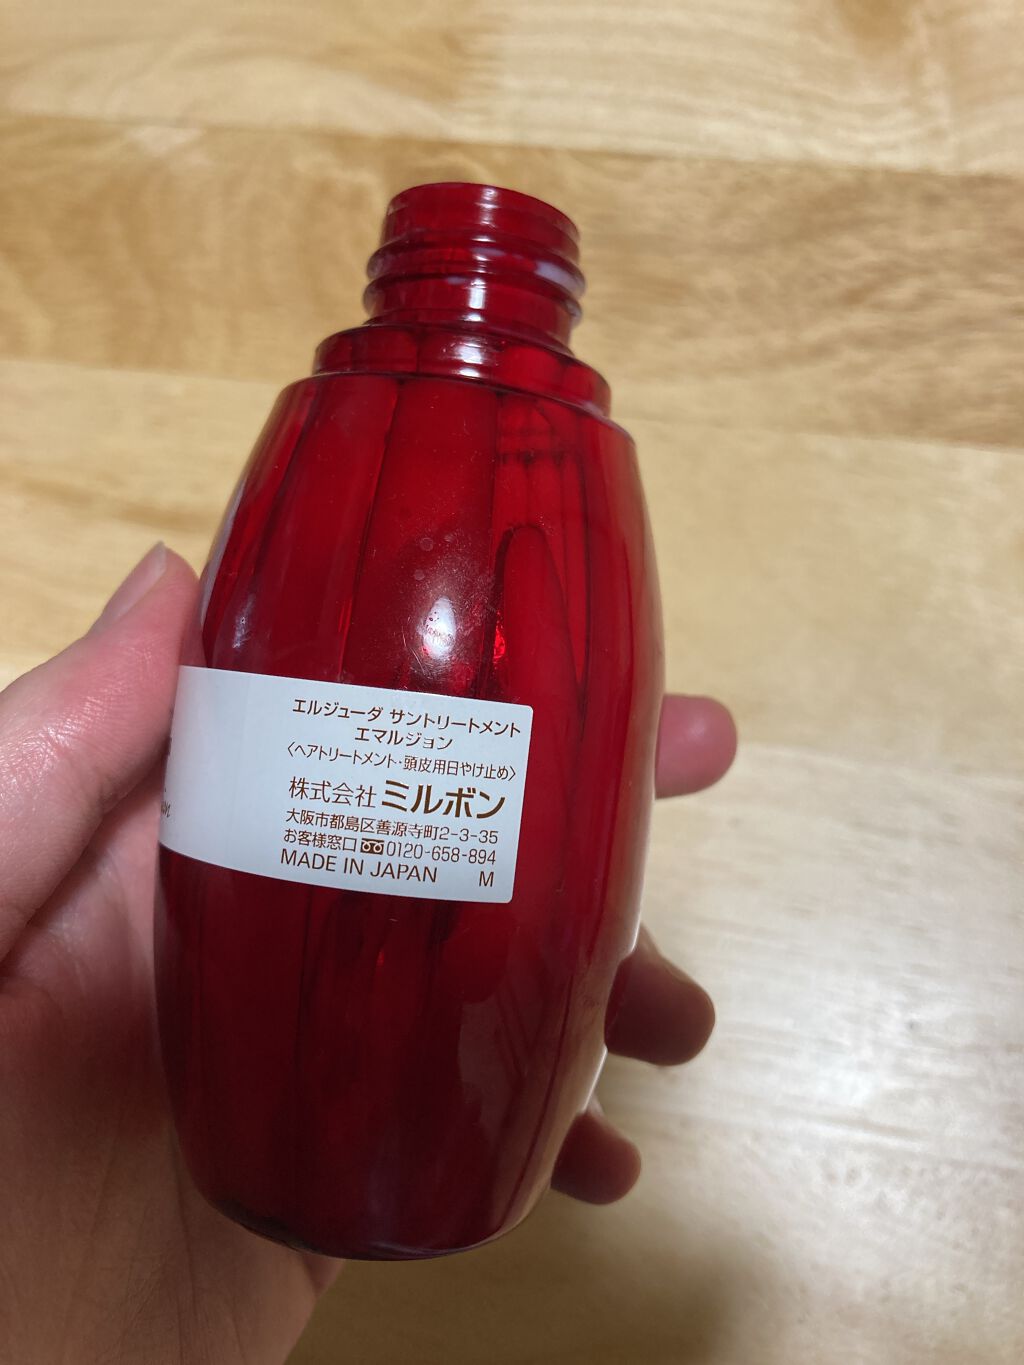 エルジューダ サントリートメント
エマルジョン
〈ヘアトリートメント・頭皮用日やけ止め〉
株式会社ミルボン
大阪市都島区善源寺町2-3-35
お客様窓口 0120-658-894
MADE IN JAPAN M